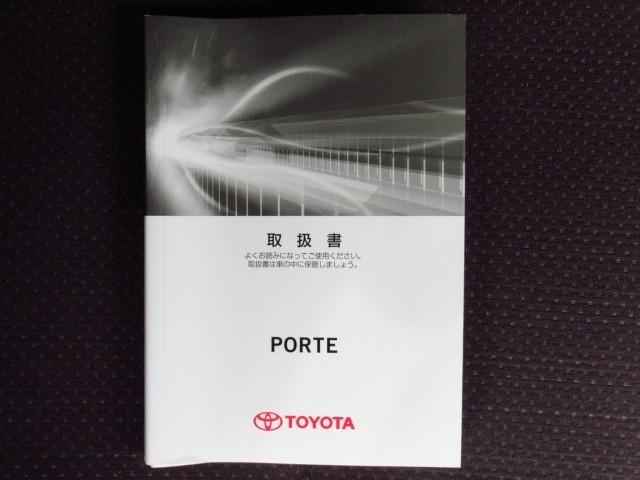 取扱書
よくお読みになってご使用ください。
取扱書は車の中に保管しましょう。
PORTE
TOYOTA